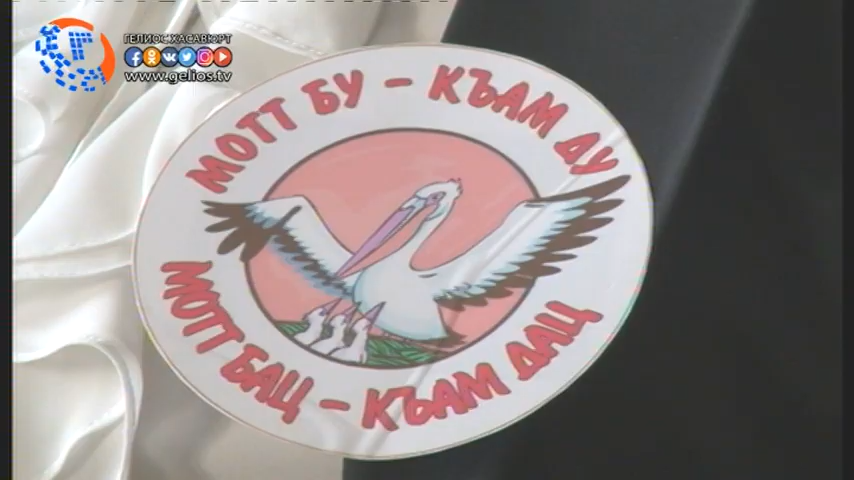 ГЕЛИОС ХАСАВЮРТ
www.gelios.tv
МОТТ БУ – КЪАМ ДУ
МОТТ БАЦ – КЪАМ ДАЦ